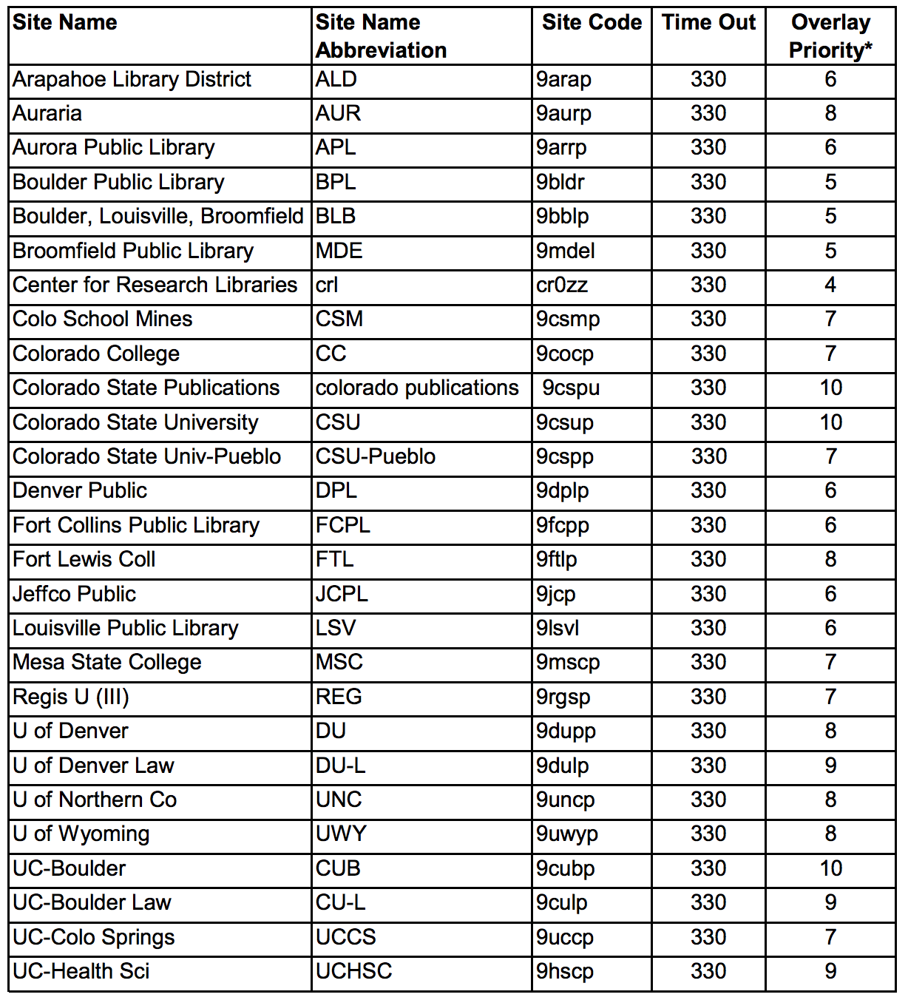 Site Name Site Name Abbreviation Site Code Time Out Overlay Priority*
Arapahoe Library District ALD 9arap 330 6
Auraria AUR 9aurp 330 8
Aurora Public Library APL 9arrp 330 6
Boulder Public Library BPL 9bldr 330 5
Boulder, Louisville, Broomfield BLB 9bblp 330 5
Broomfield Public Library MDE 9mdel 330 5
Center for Research Libraries crl cr0zz 330 4
Colo School Mines CSM 9csmp 330 7
Colorado College CC 9cocp 330 7
Colorado State Publications colorado publications 9cspu 330 10
Colorado State University CSU 9csup 330 10
Colorado State Univ-Pueblo CSU-Pueblo 9cspp 330 7
Denver Public DPL 9dplp 330 6
Fort Collins Public Library FCPL 9fcpp 330 6
Fort Lewis Coll FTL 9ftlp 330 8
Jeffco Public JCPL 9jcp 330 6
Louisville Public Library LSV 9lsvl 330 6
Mesa State College MSC 9mscp 330 7
Regis U (III) REG 9rgsp 330 7
U of Denver DU 9dupp 330 8
U of Denver Law DU-L 9dulp 330 9
U of Northern Co UNC 9uncp 330 8
U of Wyoming UWY 9uwyp 330 8
UC-Boulder CUB 9cubp 330 10
UC-Boulder Law CU-L 9culp 330 9
UC-Colo Springs UCCS 9uccp 330 7
UC-Health Sci UCHSC 9hscp 330 9